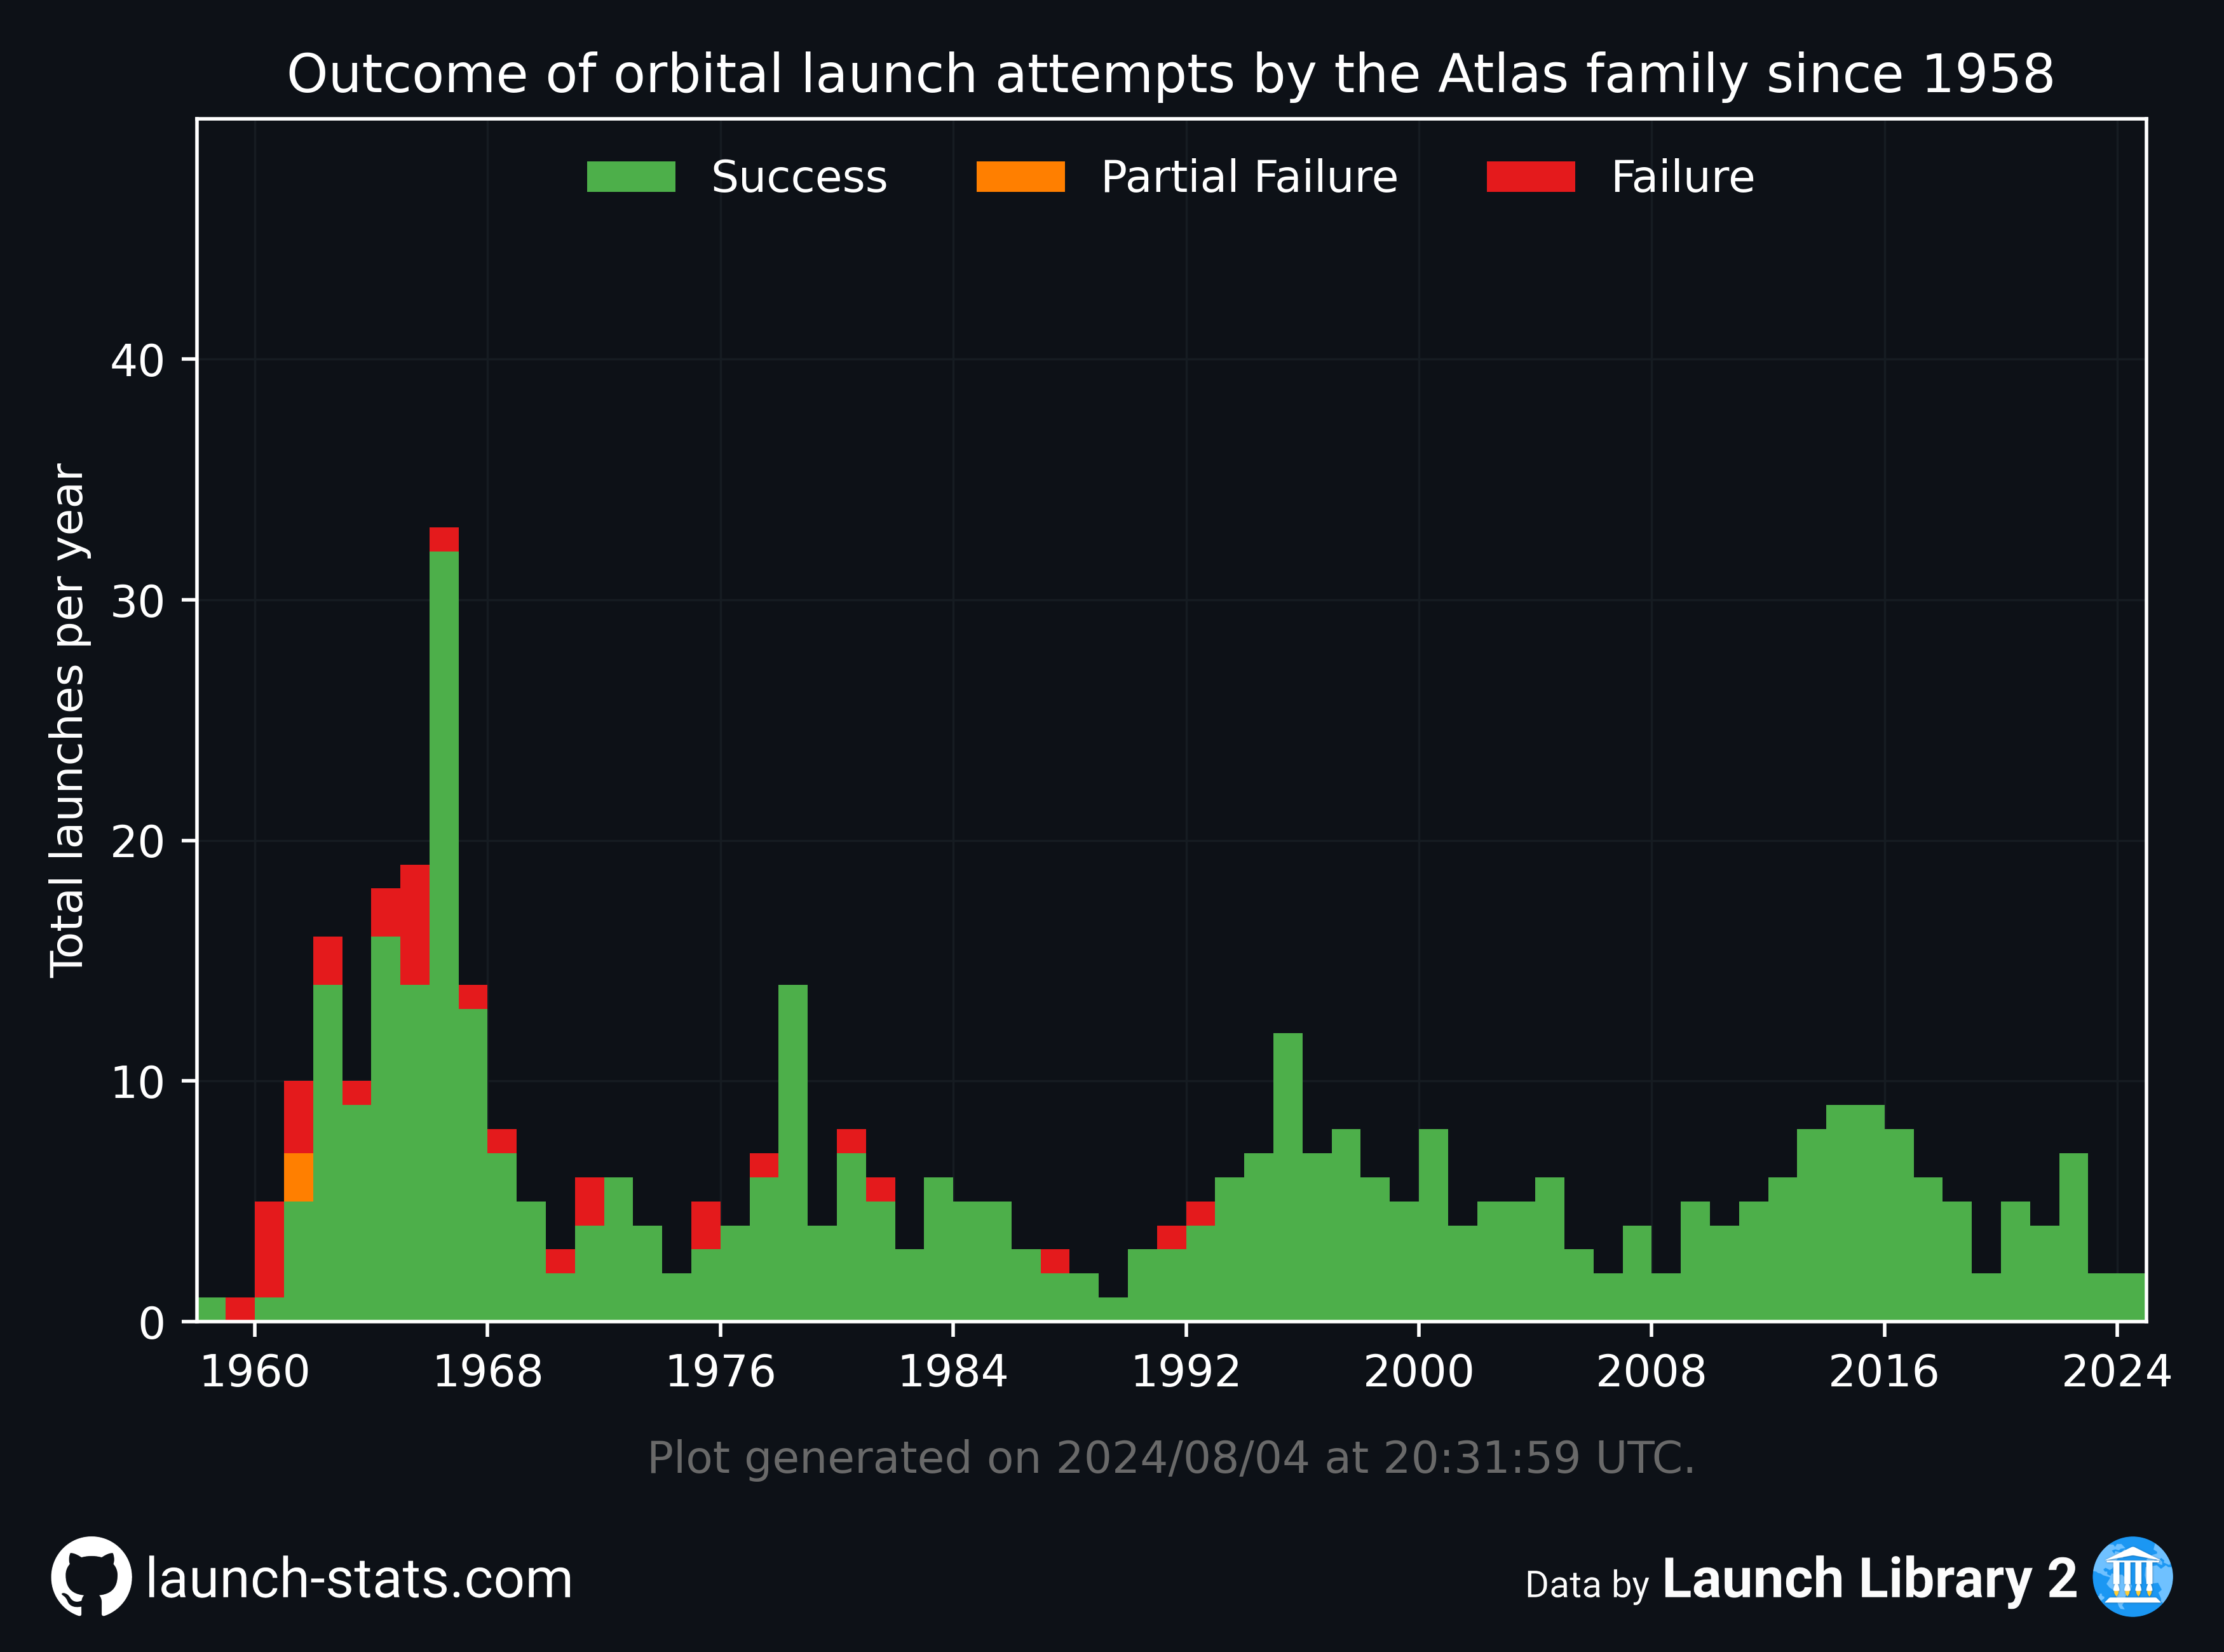 Outcome of orbital launch attempts by the Atlas family since 1958
Success Partial Failure Failure
Total launches per year
40
30
20
10
0
1960 1968 1976 1984 1992 2000 2008 2016 2024
Plot generated on 2024/08/04 at 20:31:59 UTC.
launch-stats.com
Data by Launch Library 2